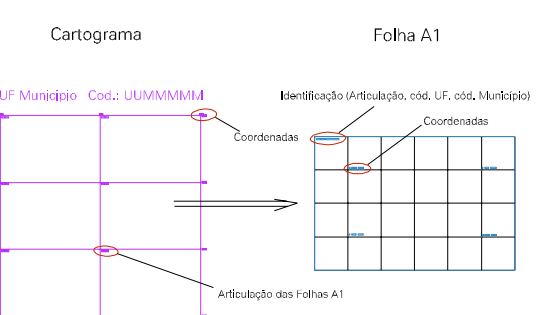 Cartograma
Folha A1
UF Município Cod.: UUMMMMM
Identificação (Articulação, cód. UF, cód. Município)
Coordenadas
Coordenadas
Articulação das Folhas A1